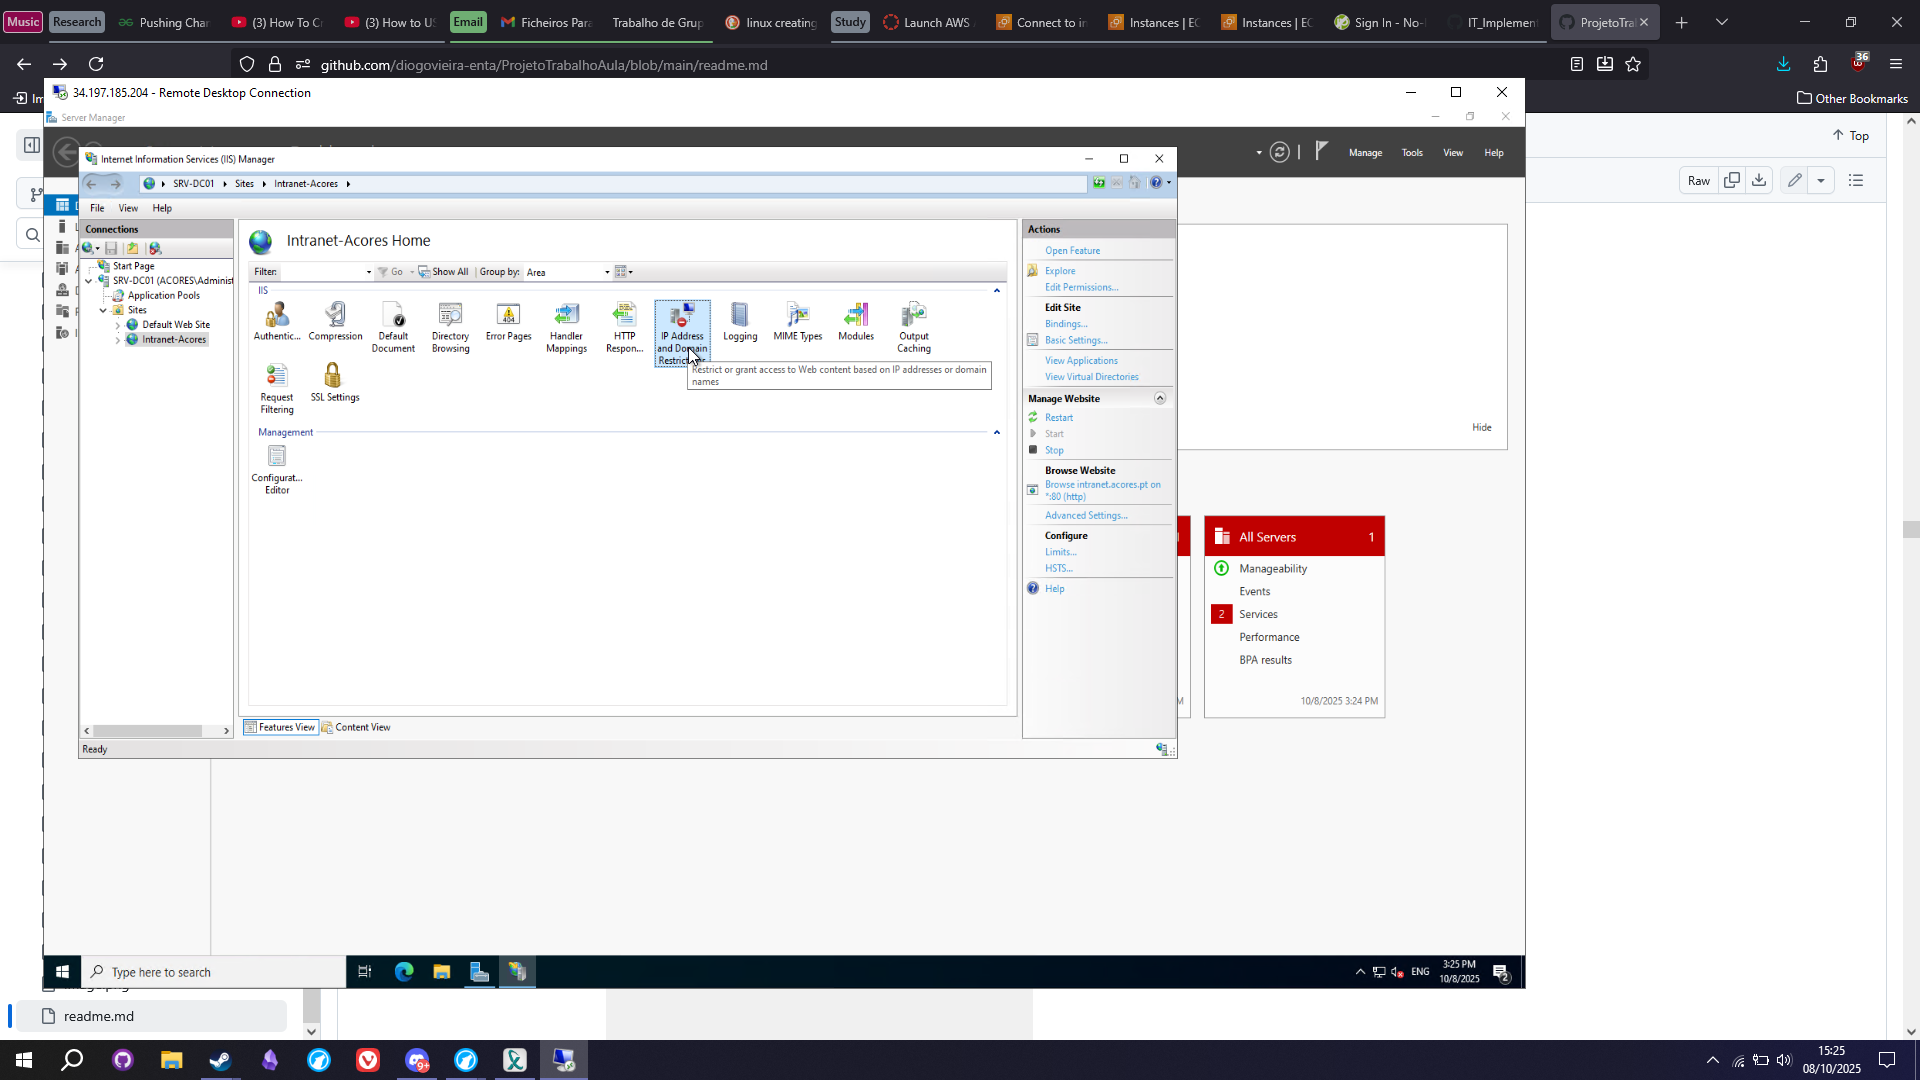 Music
Research
Pushing Char
(3) How To Cr
(3) How to US
Email
Ficheiros Para
Trabalho de Grup
linux creating
Study
Launch AWS
Connect to in
Instances | EC
Instances | EC
Sign In - No-
IT_Implement
ProjetoTra
github.com/diogovieira-enta/ProjetoTrabalhoAula/blob/main/readme.md
36
Im
Other Bookmarks
34.197.185.204 - Remote Desktop Connection
Server Manager
Top
Manage
Tools
View
Help
Internet Information Services (IIS) Manager
Raw
SRV-DC01
Sites
Intranet-Acores
File
View
Help
Connections
Start Page
SRV-DC01 (ACORES\Administ
Application Pools
Sites
Default Web Site
Intranet-Acores
Intranet-Acores Home
Filter:
Go
Show All
Group by:
Area
IIS
Authentic...
Compression
Default Document
Directory Browsing
Error Pages
404
Handler Mappings
HTTP Respon...
IP Address and Domain
Logging
MIME Types
Modules
Output Caching
Restrict or grant access to Web content based on IP addresses or domain
names
Request Filtering
SSL Settings
Management
Configurat... Editor
Features View
Content View
Ready
Actions
Open Feature
Explore
Edit Permissions...
Edit Site
Bindings...
Basic Settings...
View Applications
View Virtual Directories
Manage Website
Restart
Start
Stop
Browse Website
Browse intranet.acores.pt on
*:80 (http)
Advanced Settings...
Configure
Limits...
HSTS...
Help
Hide
All Servers
1
Manageability
Events
2
Services
Performance
BPA results
10/8/2025 3:24 PM
Type here to search
ENG
3:25 PM
10/8/2025
2
readme.md
9+
15:25
08/10/2025